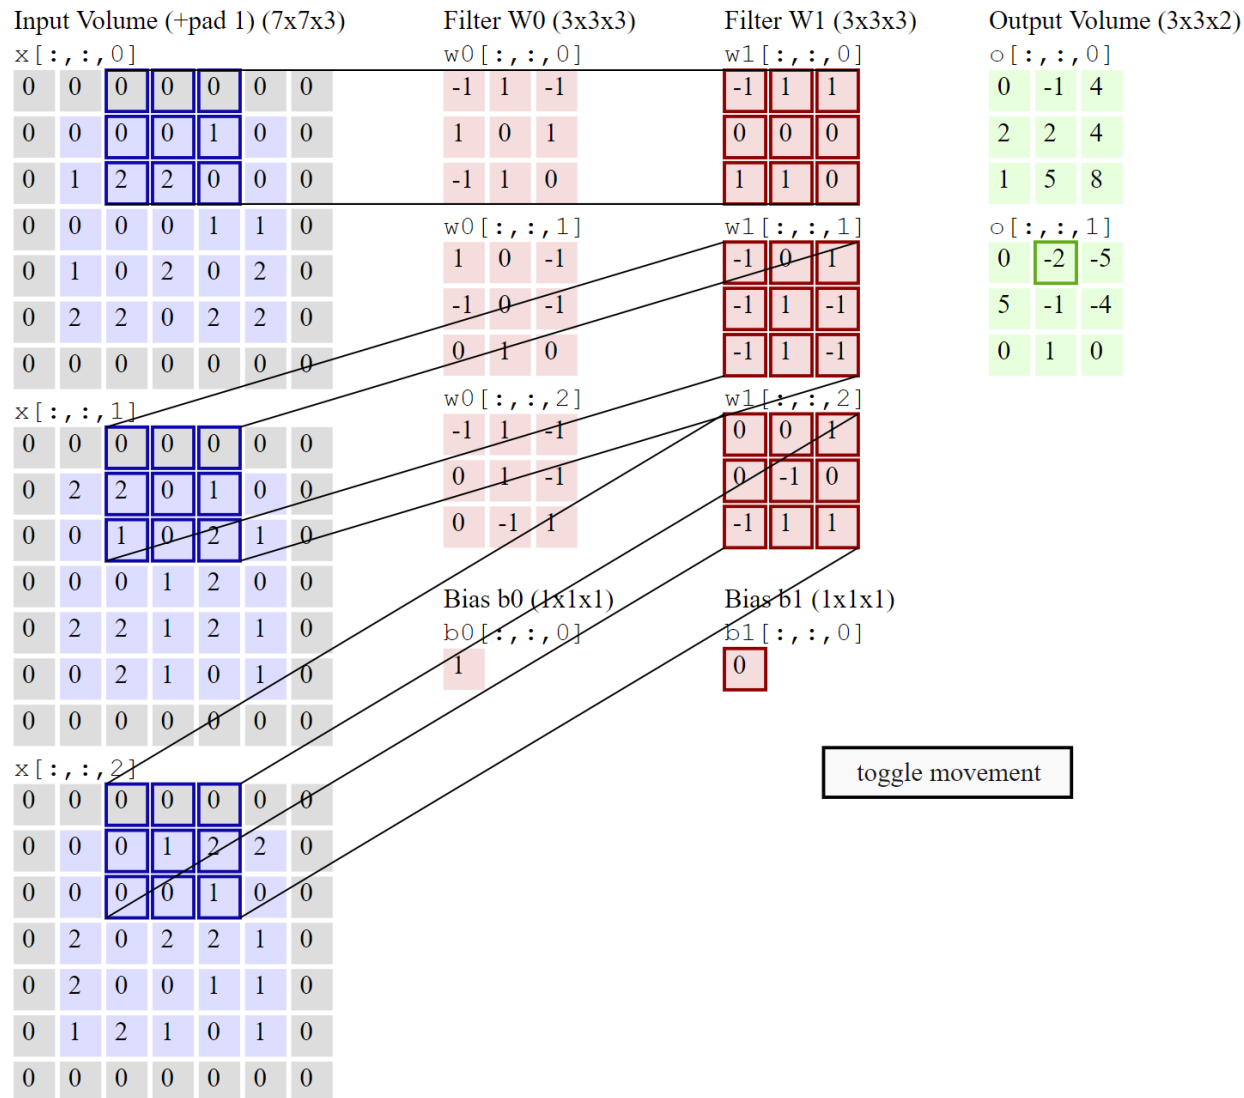 Input Volume (+pad 1) (7x7x3) Filter W0 (3x3x3) Filter W1 (3x3x3) Output Volume (3x3x2)
x[:,:,0] w0[:,:,0] w1[:,:,0] o[:,:,0]
0 0 0 0 0 0 0 -1 1 -1 -1 1 1 0 -1 4
0 0 0 0 1 0 0 1 0 1 0 0 0 2 2 4
0 1 2 2 0 0 0 -1 1 0 1 1 0 1 5 8
0 0 0 0 1 1 0 w0[:,:,1] w1[:,:,1] o[:,:,1]
0 1 0 2 0 2 0 1 0 -1 -1 0 1 0 -2 -5
0 2 2 0 2 2 0 -1 0 -1 -1 1 -1 5 -1 -4
0 0 0 0 0 0 0 0 1 0 -1 1 -1 0 1 0
x[:,:,1] w0[:,:,2] w1[:,:,2]
0 0 0 0 0 0 0 -1 1 -1 0 0 1
0 2 2 0 1 0 0 0 1 -1 0 -1 0
0 0 1 0 2 1 0 0 -1 1 -1 1 1
0 0 0 1 2 0 0 Bias b0 (1x1x1) Bias b1 (1x1x1)
0 2 2 1 2 1 0 b0[:,:,0] b1[:,:,0]
0 0 2 1 0 1 0 1 0
0 0 0 0 0 0 0
x[:,:,2] toggle movement
0 0 0 0 0 0 0
0 0 0 1 2 2 0
0 0 0 0 1 0 0
0 2 0 2 2 1 0
0 2 0 0 1 1 0
0 1 2 1 0 1 0
0 0 0 0 0 0 0